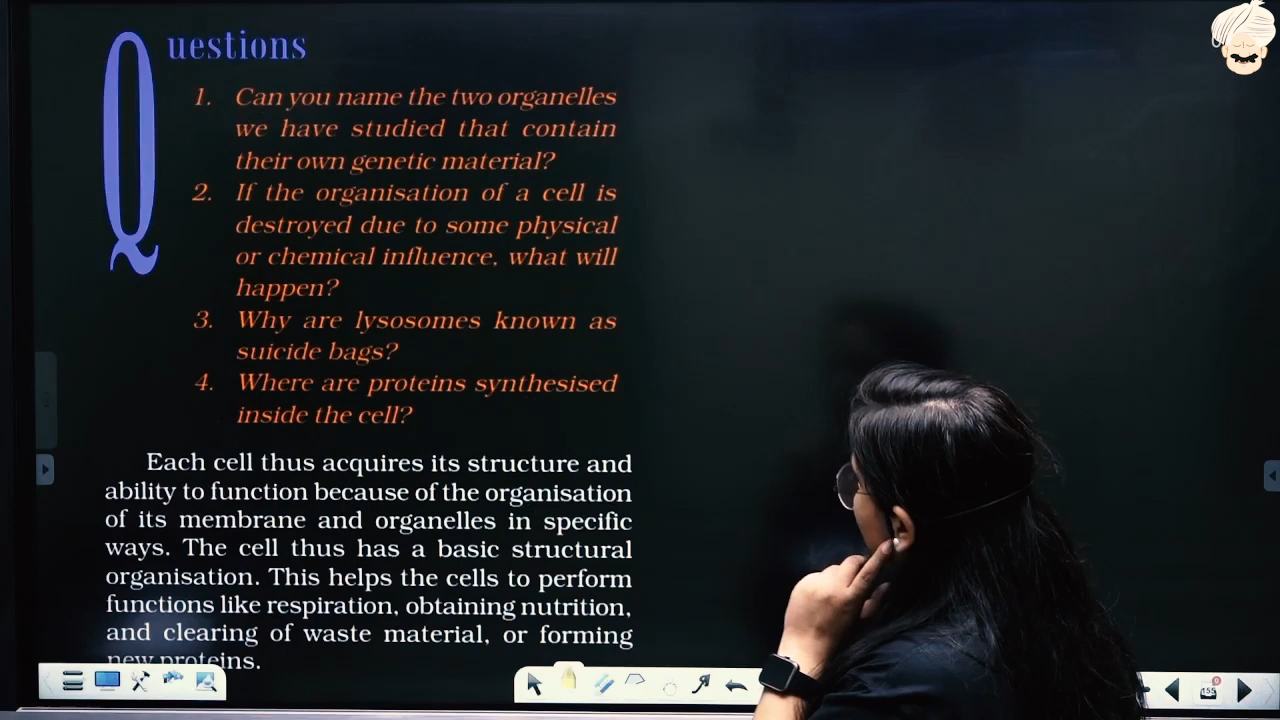 Questions
1. Can you name the two organelles
we have studied that contain
their own genetic material?
2. If the organisation of a cell is
destroyed due to some physical
or chemical influence, what will
happen?
3. Why are lysosomes known as
suicide bags?
4. Where are proteins synthesised
inside the cell?
Each cell thus acquires its structure and
ability to function because of the organisation
of its membrane and organelles in specific
ways. The cell thus has a basic structural
organisation. This helps the cells to perform
functions like respiration, obtaining nutrition,
and clearing of waste material, or forming
new proteins.
155